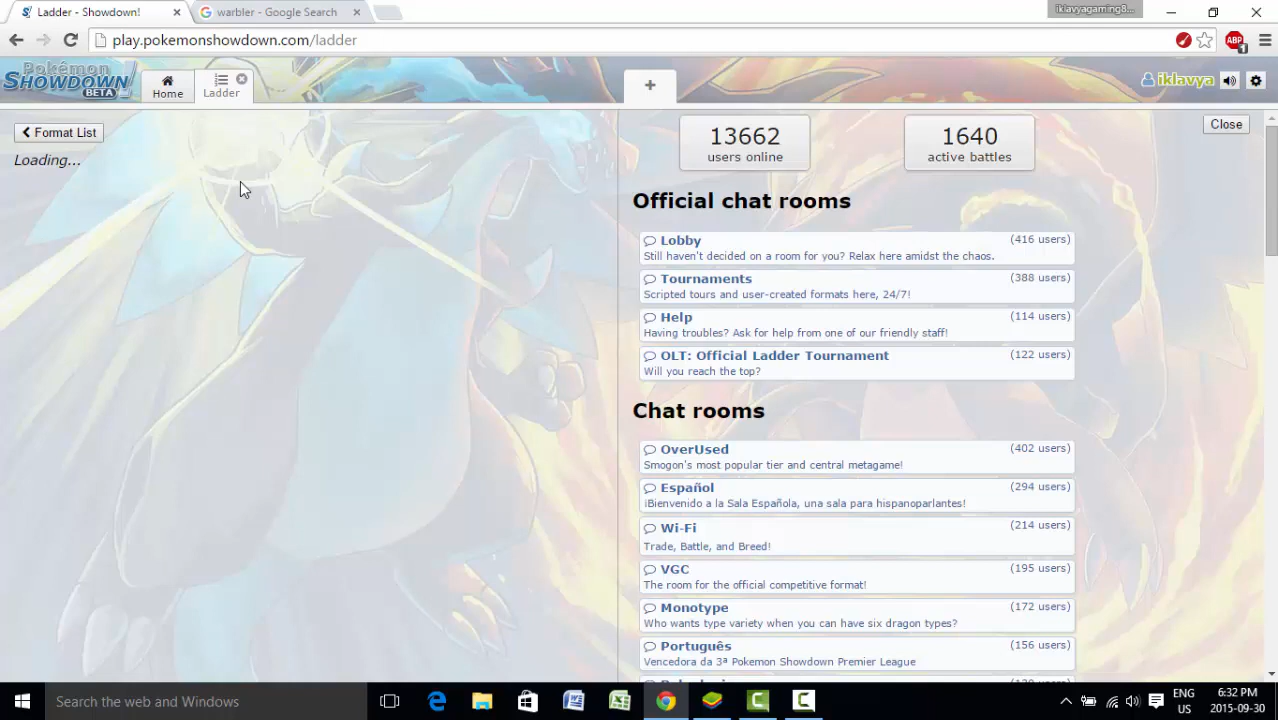 Ladder - Showdown!
warbler - Google Search
iklavyagaming8...
play.pokemonshowdown.com/ladder
ABP
1
Pokémon
SHOWDOWN
BETA
Home
Ladder
+
iklavya
Format List
Loading...
13662
users online
1640
active battles
Close
Official chat rooms
Lobby (416 users)
Still haven't decided on a room for you? Relax here amidst the chaos.
Tournaments (388 users)
Scripted tours and user-created formats here, 24/7!
Help (114 users)
Having troubles? Ask for help from one of our friendly staff!
OLT: Official Ladder Tournament (122 users)
Will you reach the top?
Chat rooms
OverUsed (402 users)
Smogon's most popular tier and central metagame!
Español (294 users)
¡Bienvenido a la Sala Española, una sala para hispanoparlantes!
Wi-Fi (214 users)
Trade, Battle, and Breed!
VGC (195 users)
The room for the official competitive format!
Monotype (172 users)
Who wants type variety when you can have six dragon types?
Português (156 users)
Vencedora da 3ª Pokemon Showdown Premier League
Search the web and Windows
ENG
US
6:32 PM
2015-09-30